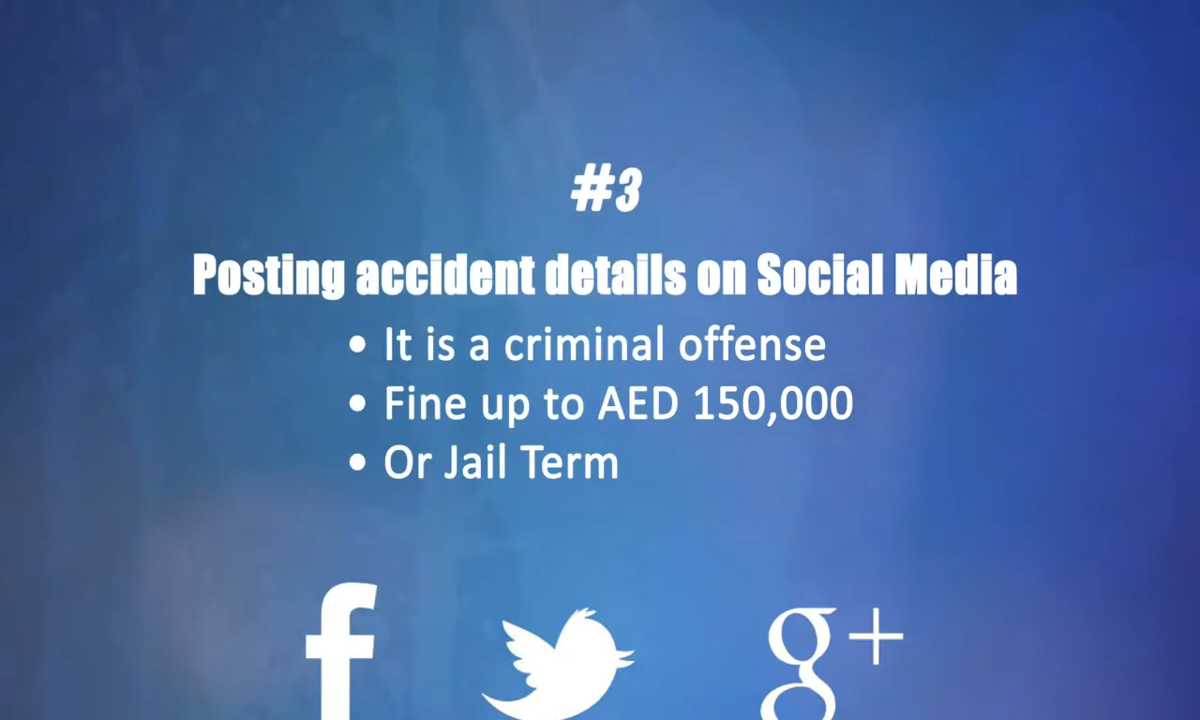 #3
Posting accident details on Social Media
• It is a criminal offense
• Fine up to AED 150,000
• Or Jail Term
f
g+